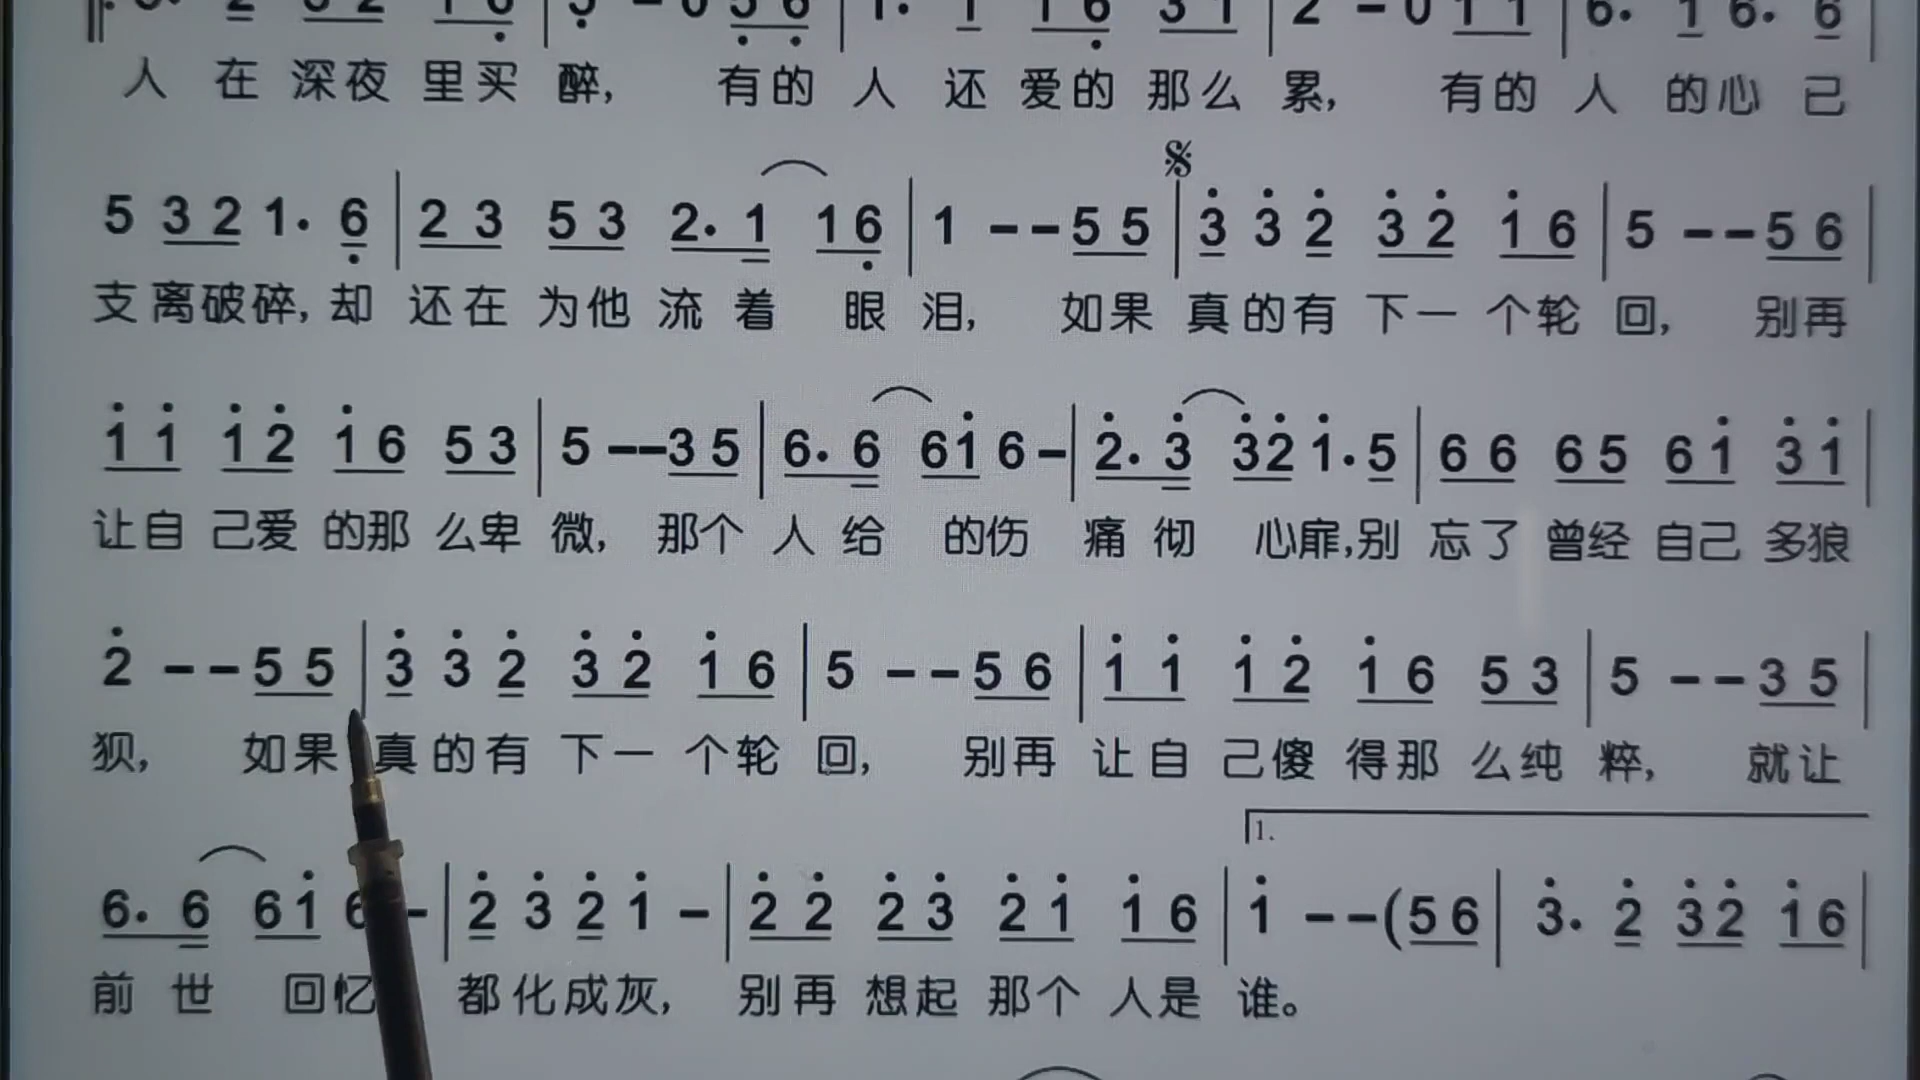 人 在 深夜 里买 醉, 有的 人 还 爱的 那么 累, 有的 人 的心 已
5 3 2 1. 6 | 2 3 5 3 2. 1 1 6 | 1 - - 5 5 | 3 3 2 3 2 1 6 | 5 - - 5 6 |
支 离破碎, 却 还在 为他 流 着 眼 泪, 如果 真的有 下一 个轮 回, 别再
1 1 1 2 1 6 5 3 | 5 - - 3 5 | 6. 6 6 1 6 - | 2. 3 3 2 1. 5 | 6 6 6 5 6 1 3 1 |
让自 己爱 的那 么卑 微, 那个 人 给 的伤 痛 彻 心扉,别 忘了 曾经 自己 多狼
2 - - 5 5 | 3 3 2 3 2 1 6 | 5 - - 5 6 | 1 1 1 2 1 6 5 3 | 5 - - 3 5 |
狈, 如果 真的有 下一 个轮 回, 别再 让自 己傻 得那 么纯 粹, 就让
1.
6. 6 6 1 6 - | 2 3 2 1 - | 2 2 2 3 2 1 1 6 | 1 - - (5 6 | 3. 2 3 2 1 6 |
前 世 回忆 都化成灰, 别再 想起 那个 人是 谁。